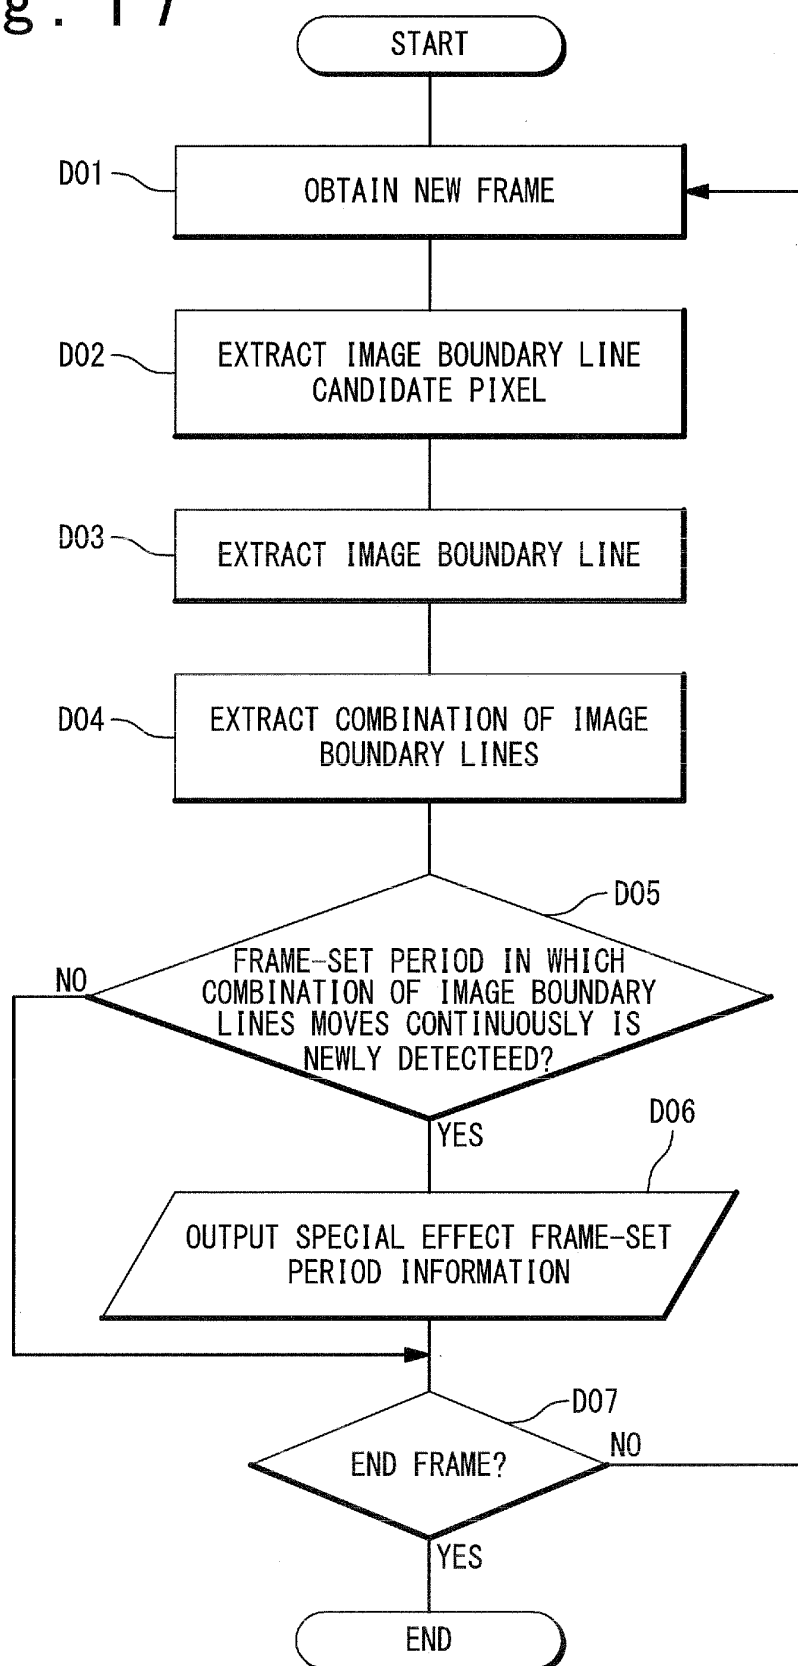 g. 17
START
D01
OBTAIN NEW FRAME
D02
EXTRACT IMAGE BOUNDARY LINE
CANDIDATE PIXEL
D03
EXTRACT IMAGE BOUNDARY LINE
D04
EXTRACT COMBINATION OF IMAGE
BOUNDARY LINES
D05
FRAME-SET PERIOD IN WHICH
COMBINATION OF IMAGE BOUNDARY
LINES MOVES CONTINUOUSLY IS
NEWLY DETECTEED?
NO
YES
D06
OUTPUT SPECIAL EFFECT FRAME-SET
PERIOD INFORMATION
D07
END FRAME?
NO
YES
END